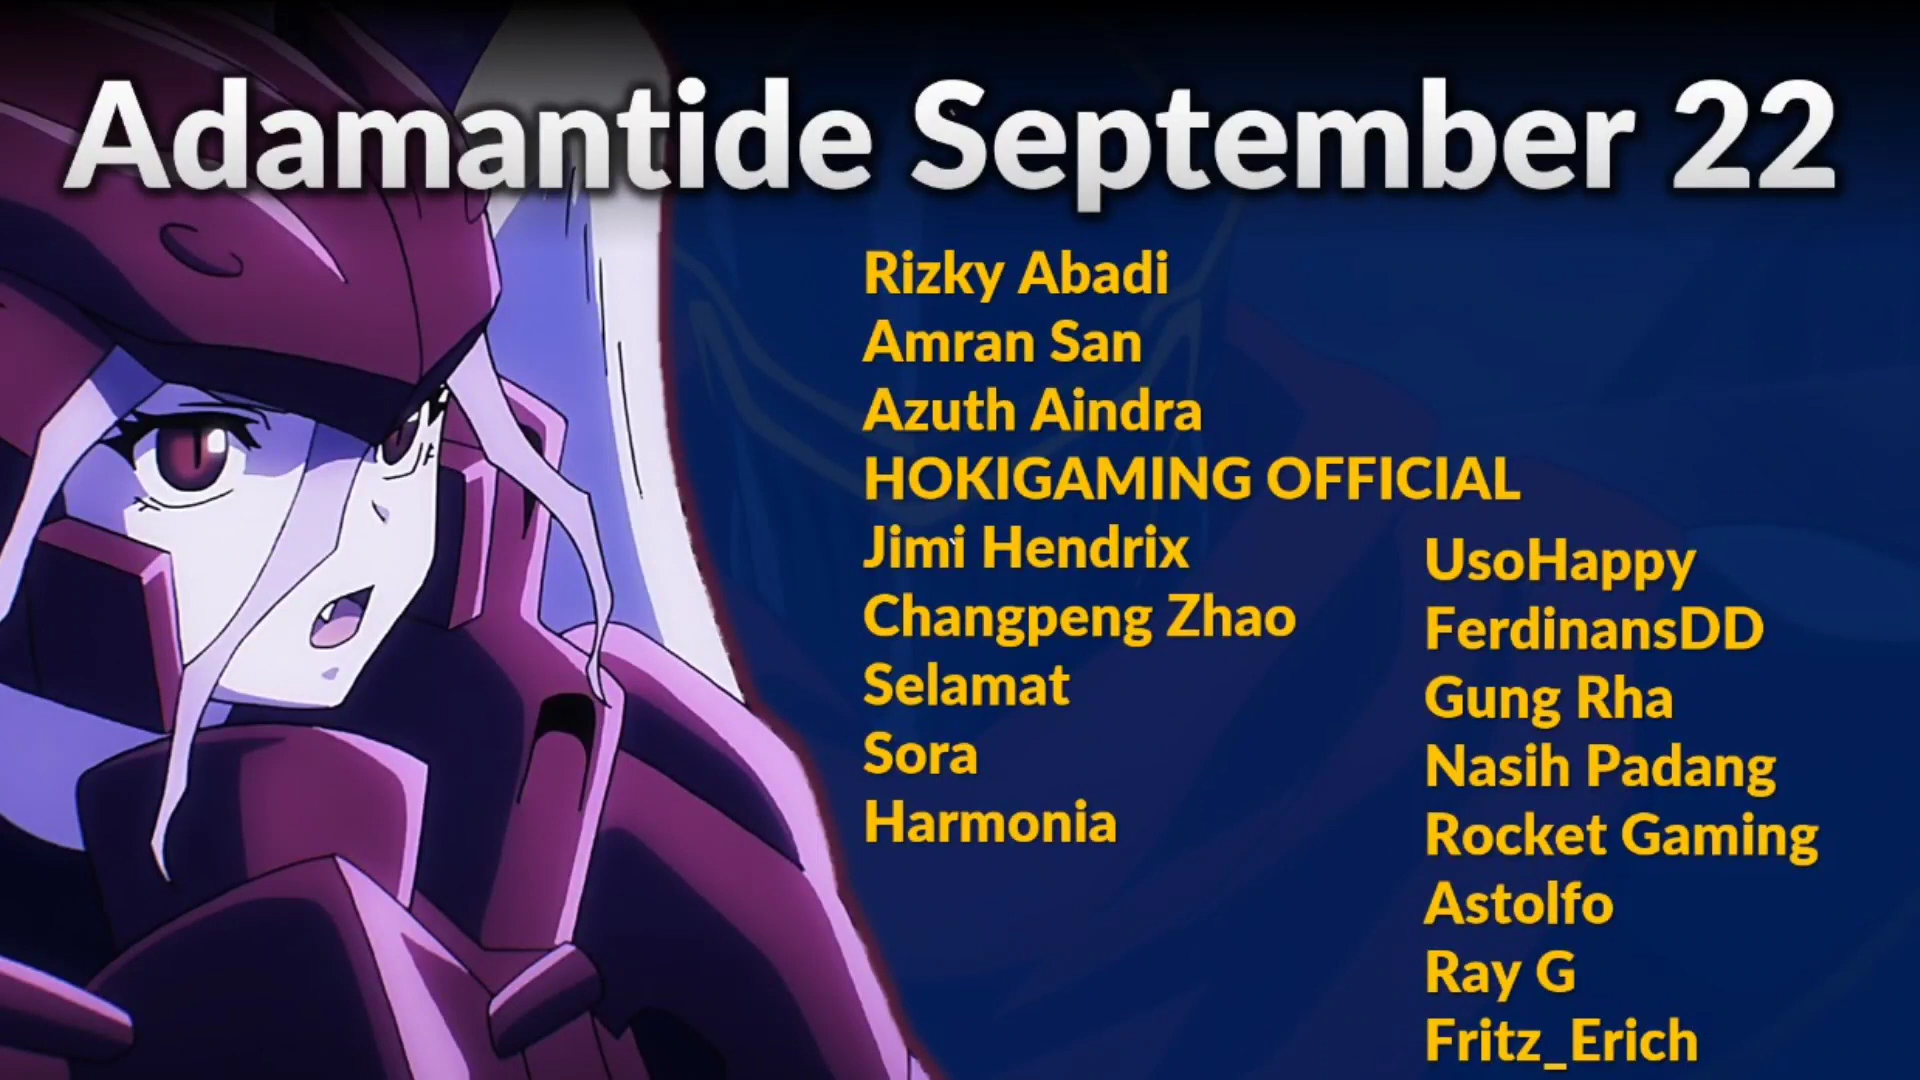 Adamantide September 22
Rizky Abadi
Amran San
Azuth Aindra
HOKIGAMING OFFICIAL
Jimi Hendrix
Changpeng Zhao
Selamat
Sora
Harmonia
UsoHappy
FerdinansDD
Gung Rha
Nasih Padang
Rocket Gaming
Astolfo
Ray G
Fritz_Erich